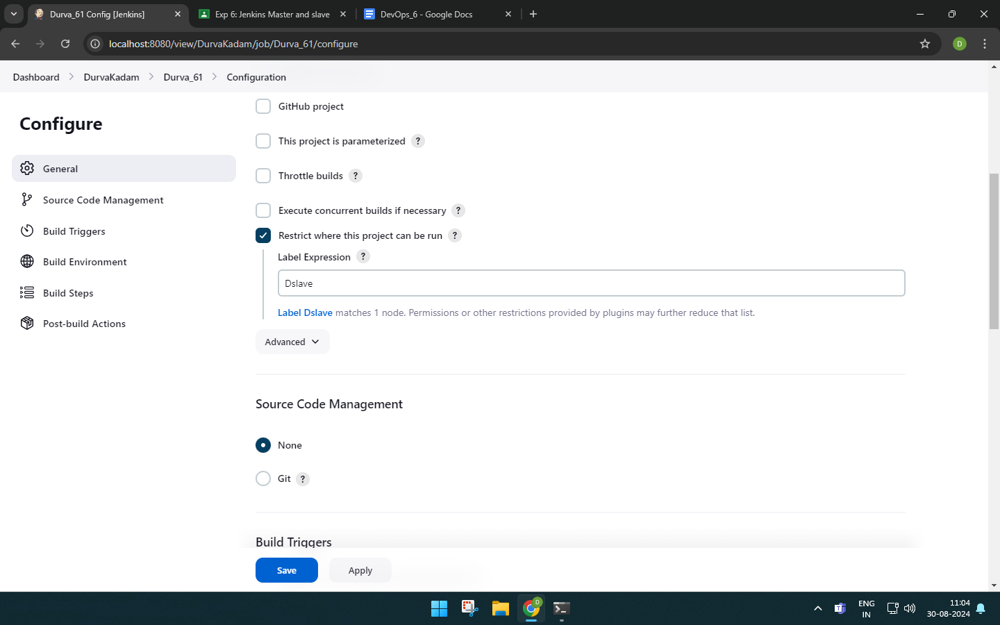 Durva_61 Config [Jenkins]
Exp 6: Jenkins Master and slave
DevOps_6 - Google Docs
localhost:8080/view/DurvaKadam/job/Durva_61/configure
D
Dashboard > DurvaKadam > Durva_61 > Configuration
Configure
General
Source Code Management
Build Triggers
Build Environment
Build Steps
Post-build Actions
GitHub project
This project is parameterized ?
Throttle builds ?
Execute concurrent builds if necessary ?
Restrict where this project can be run ?
Label Expression ?
Dslave
Label Dslave matches 1 node. Permissions or other restrictions provided by plugins may further reduce that list.
Advanced
Source Code Management
None
Git ?
Build Triggers
Save
Apply
D
ENG
IN
11:04
30-08-2024